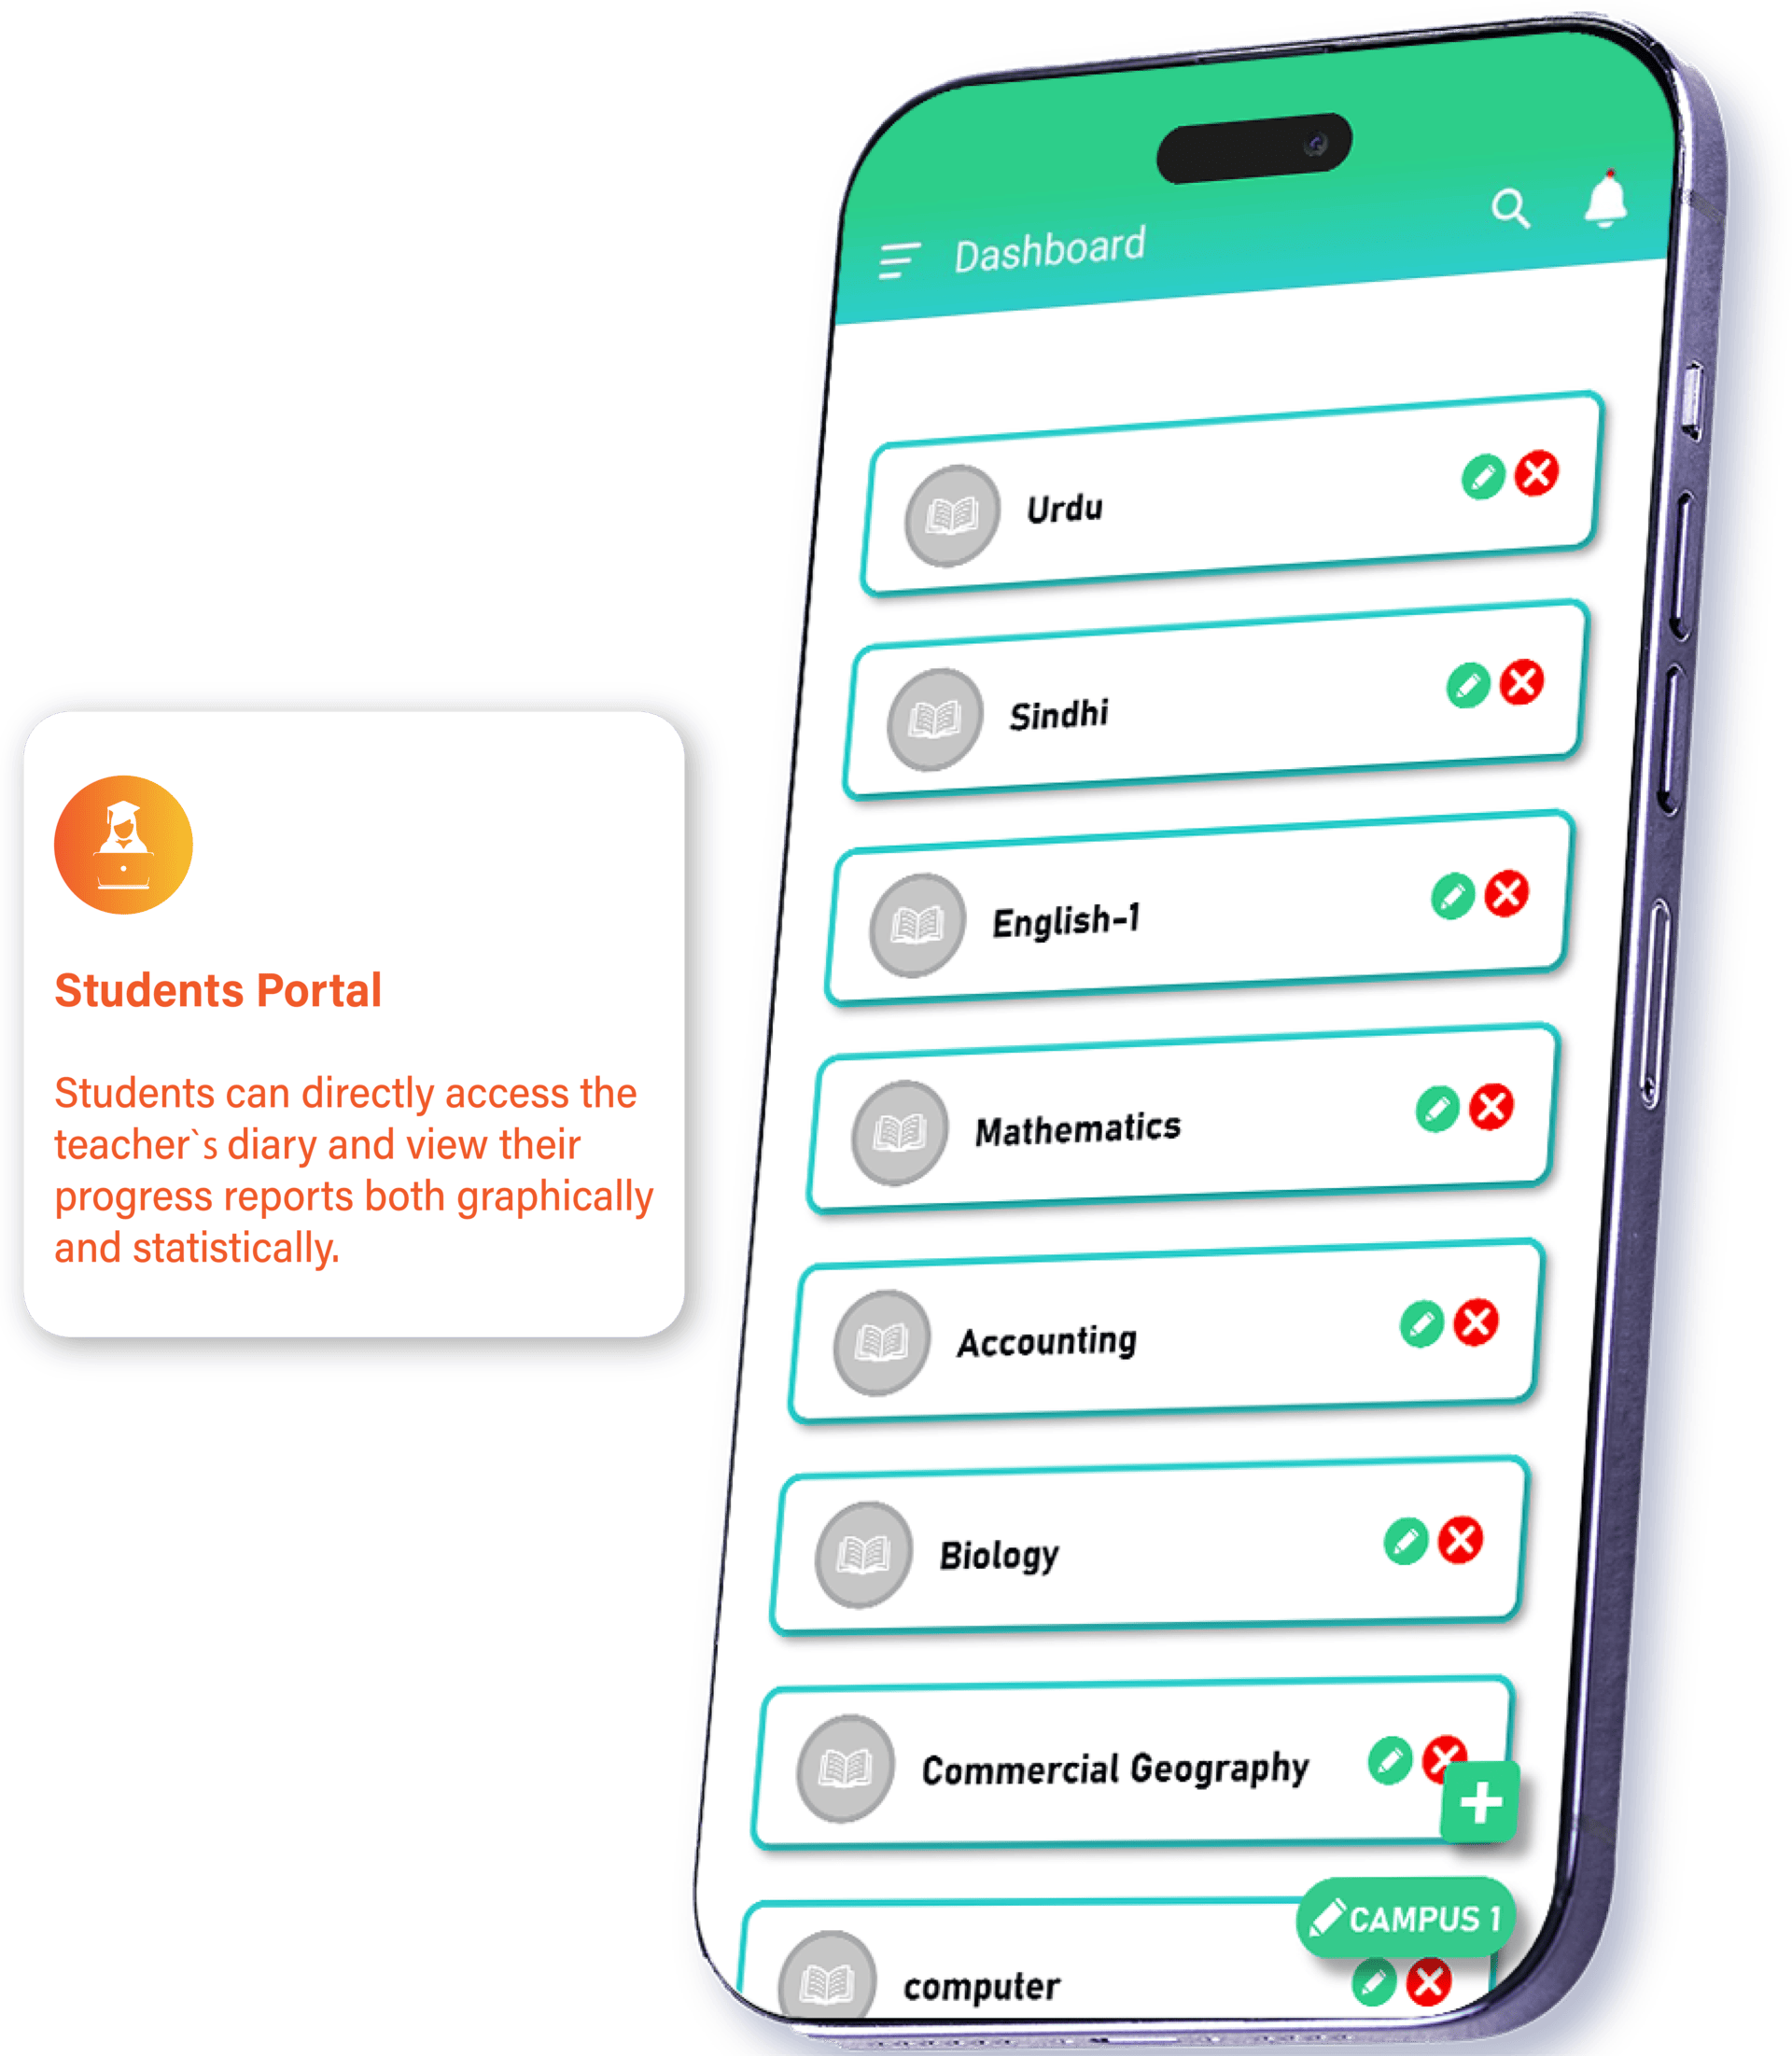 Students Portal
Students can directly access the
teacher`s diary and view their
progress reports both graphically
and statistically.
Dashboard
Urdu
Sindhi
English-1
Mathematics
Accounting
Biology
Commercial Geography
CAMPUS 1
computer